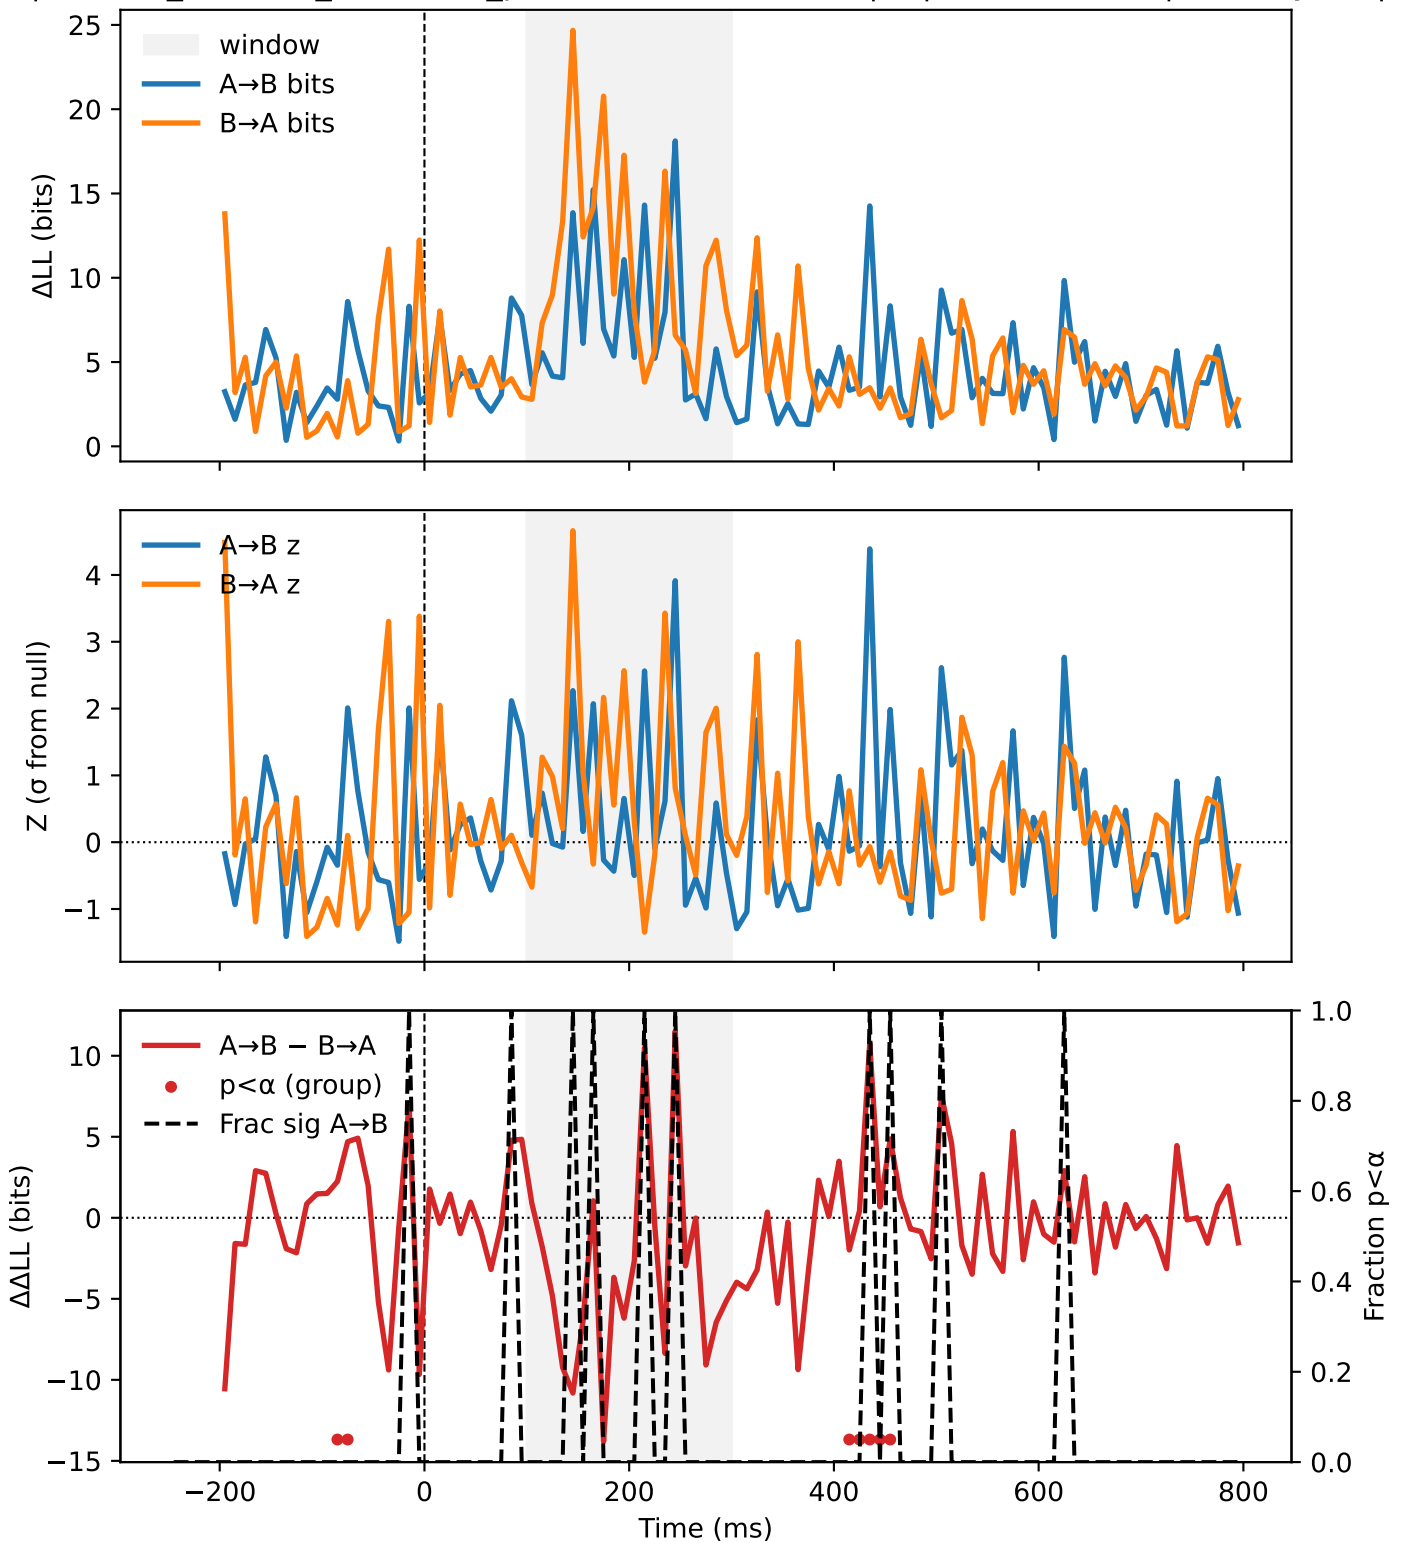 25
20
15
10
5
0
ΔLL (bits)
window
A→B bits
B→A bits
4
3
2
1
0
−1
Z (σ from null)
A→B z
B→A z
10
5
0
−5
−10
−15
ΔΔLL (bits)
A→B − B→A
p<α (group)
Frac sig A→B
1.0
0.8
0.6
0.4
0.2
0.0
Fraction p<α
−200 0 200 400 600 800
Time (ms)